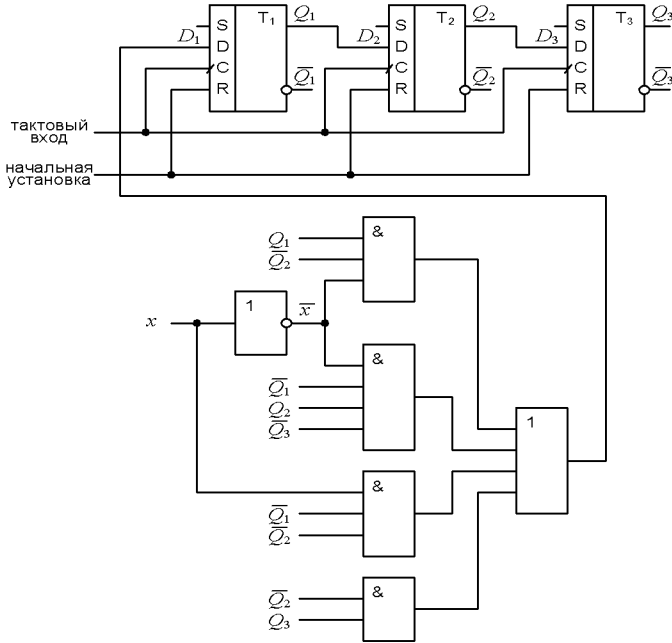 S T₁ Q₁ S T₂ Q₂ S T₃ Q₃
D₁ D D₂ D D₃ D
C Q̅₁ C Q̅₂ C Q̅₃
R R R
тактовый
вход
начальная
установка
&
Q₁
Q̅₂
1
x x̅
&
Q̅₁
Q₂
Q̅₃
1
&
Q̅₁
Q̅₂
&
Q̅₂
Q₃